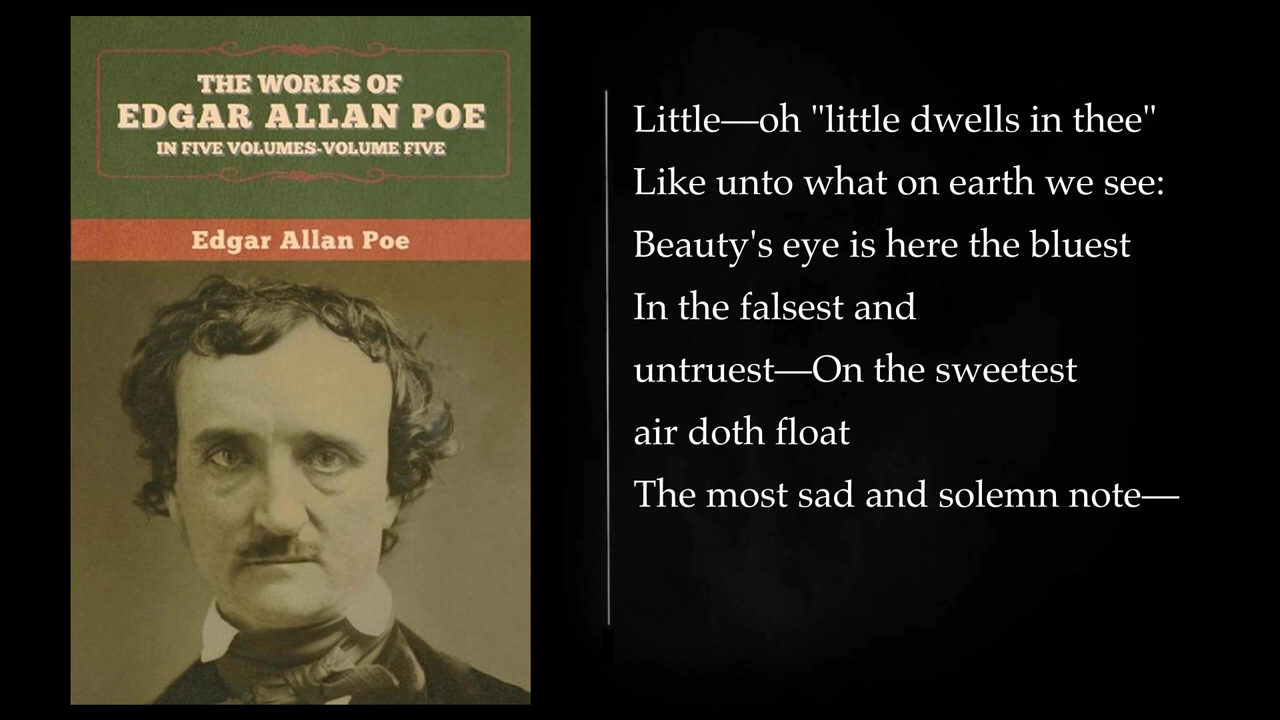 THE WORKS OF
EDGAR ALLAN POE
IN FIVE VOLUMES-VOLUME FIVE
Edgar Allan Poe
Little—oh "little dwells in thee"
Like unto what on earth we see:
Beauty's eye is here the bluest
In the falsest and
untruest—On the sweetest
air doth float
The most sad and solemn note—